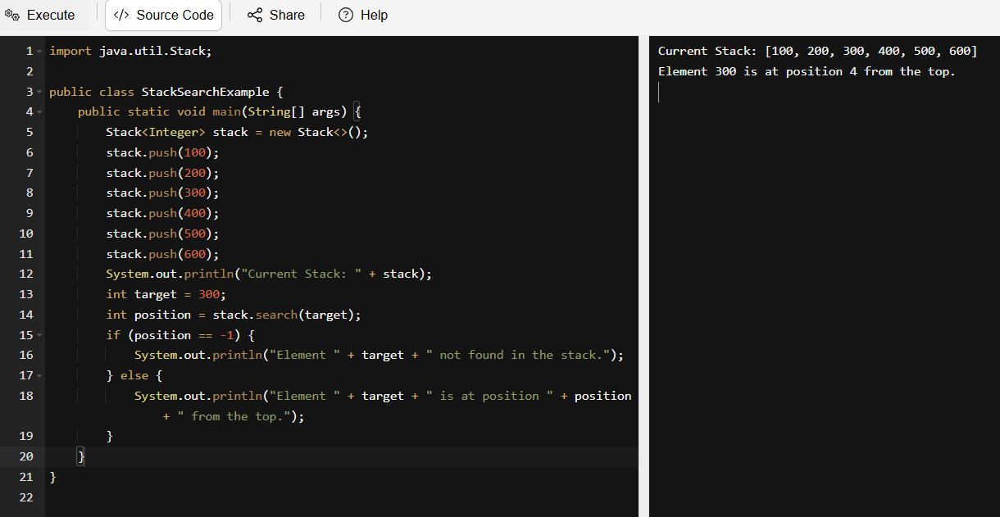 Execute
Source Code
Share
Help
1 import java.util.Stack;
2
3 public class StackSearchExample {
4     public static void main(String[] args) {
5         Stack<Integer> stack = new Stack<>();
6         stack.push(100);
7         stack.push(200);
8         stack.push(300);
9         stack.push(400);
10         stack.push(500);
11         stack.push(600);
12         System.out.println("Current Stack: " + stack);
13         int target = 300;
14         int position = stack.search(target);
15         if (position == -1) {
16             System.out.println("Element " + target + " not found in the stack.");
17         } else {
18             System.out.println("Element " + target + " is at position " + position
                + " from the top.");
19         }
20     }
21 }
22
Current Stack: [100, 200, 300, 400, 500, 600]
Element 300 is at position 4 from the top.